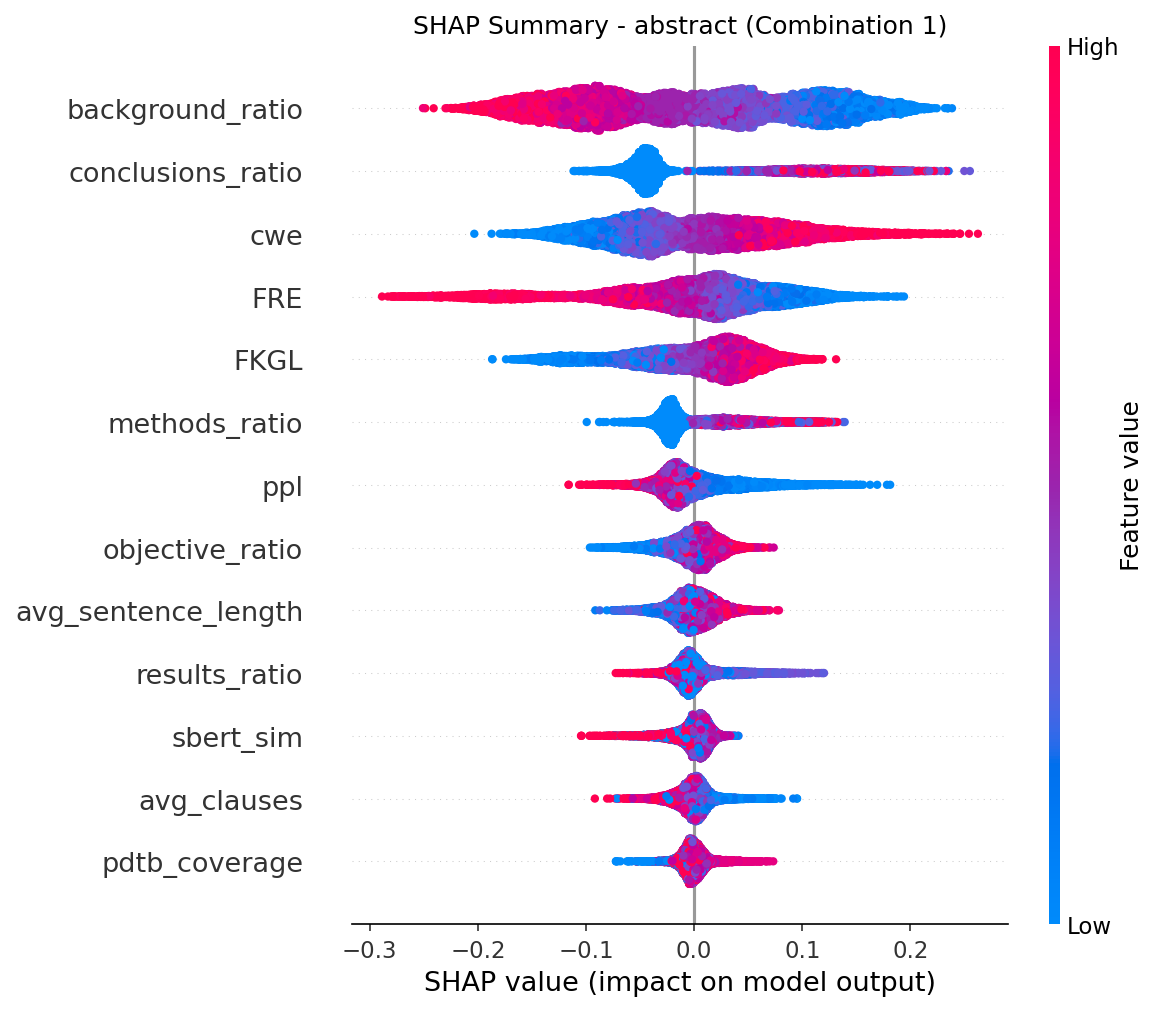 SHAP Summary - abstract (Combination 1)
High
background_ratio
conclusions_ratio
cwe
FRE
FKGL
methods_ratio
ppl
objective_ratio
avg_sentence_length
results_ratio
sbert_sim
avg_clauses
pdtb_coverage
Feature value
Low
−0.3 −0.2 −0.1 0.0 0.1 0.2
SHAP value (impact on model output)